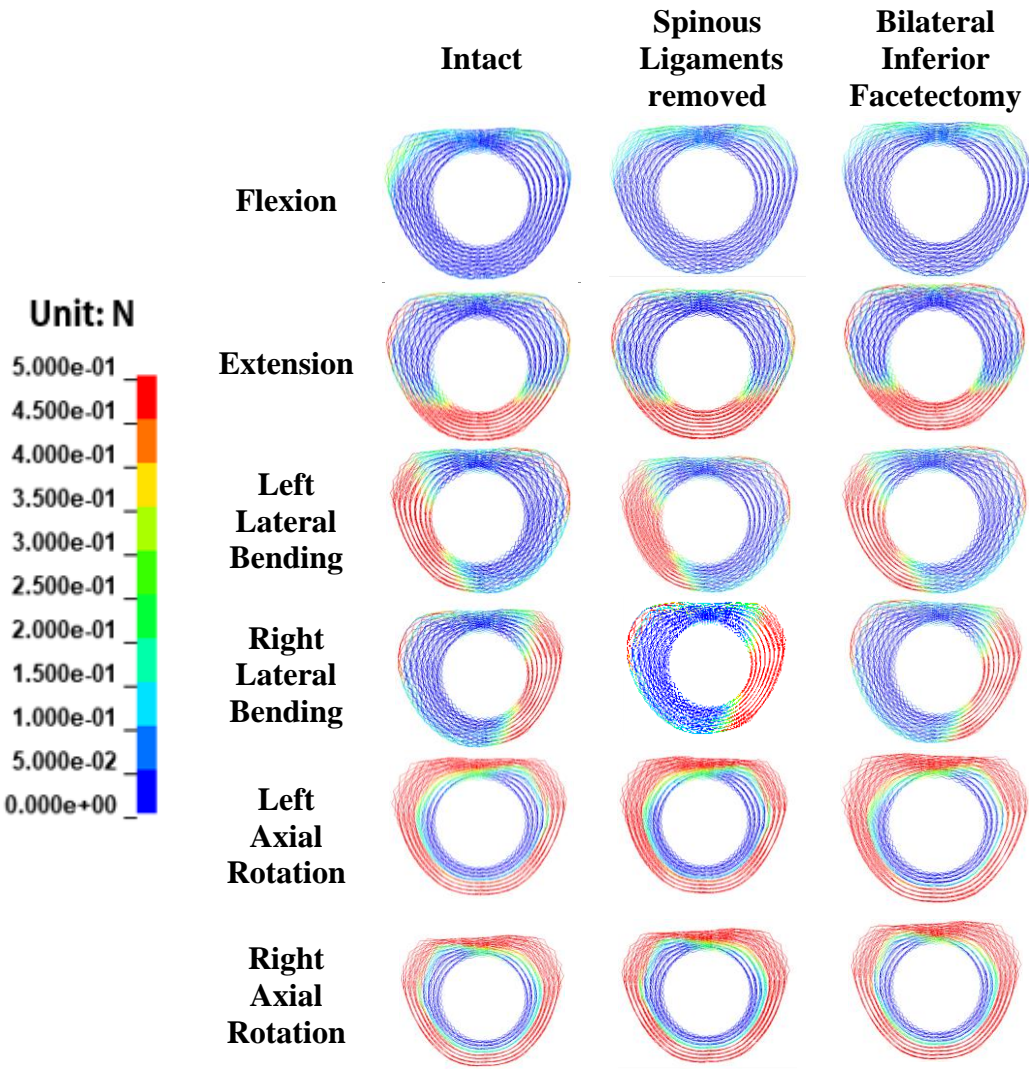 Intact
Spinous
Ligaments
removed
Bilateral
Inferior
Facetectomy
Flexion
Unit: N
5.000e-01
4.500e-01
4.000e-01
3.500e-01
3.000e-01
2.500e-01
2.000e-01
1.500e-01
1.000e-01
5.000e-02
0.000e+00
Extension
Left
Lateral
Bending
Right
Lateral
Bending
Left
Axial
Rotation
Right
Axial
Rotation